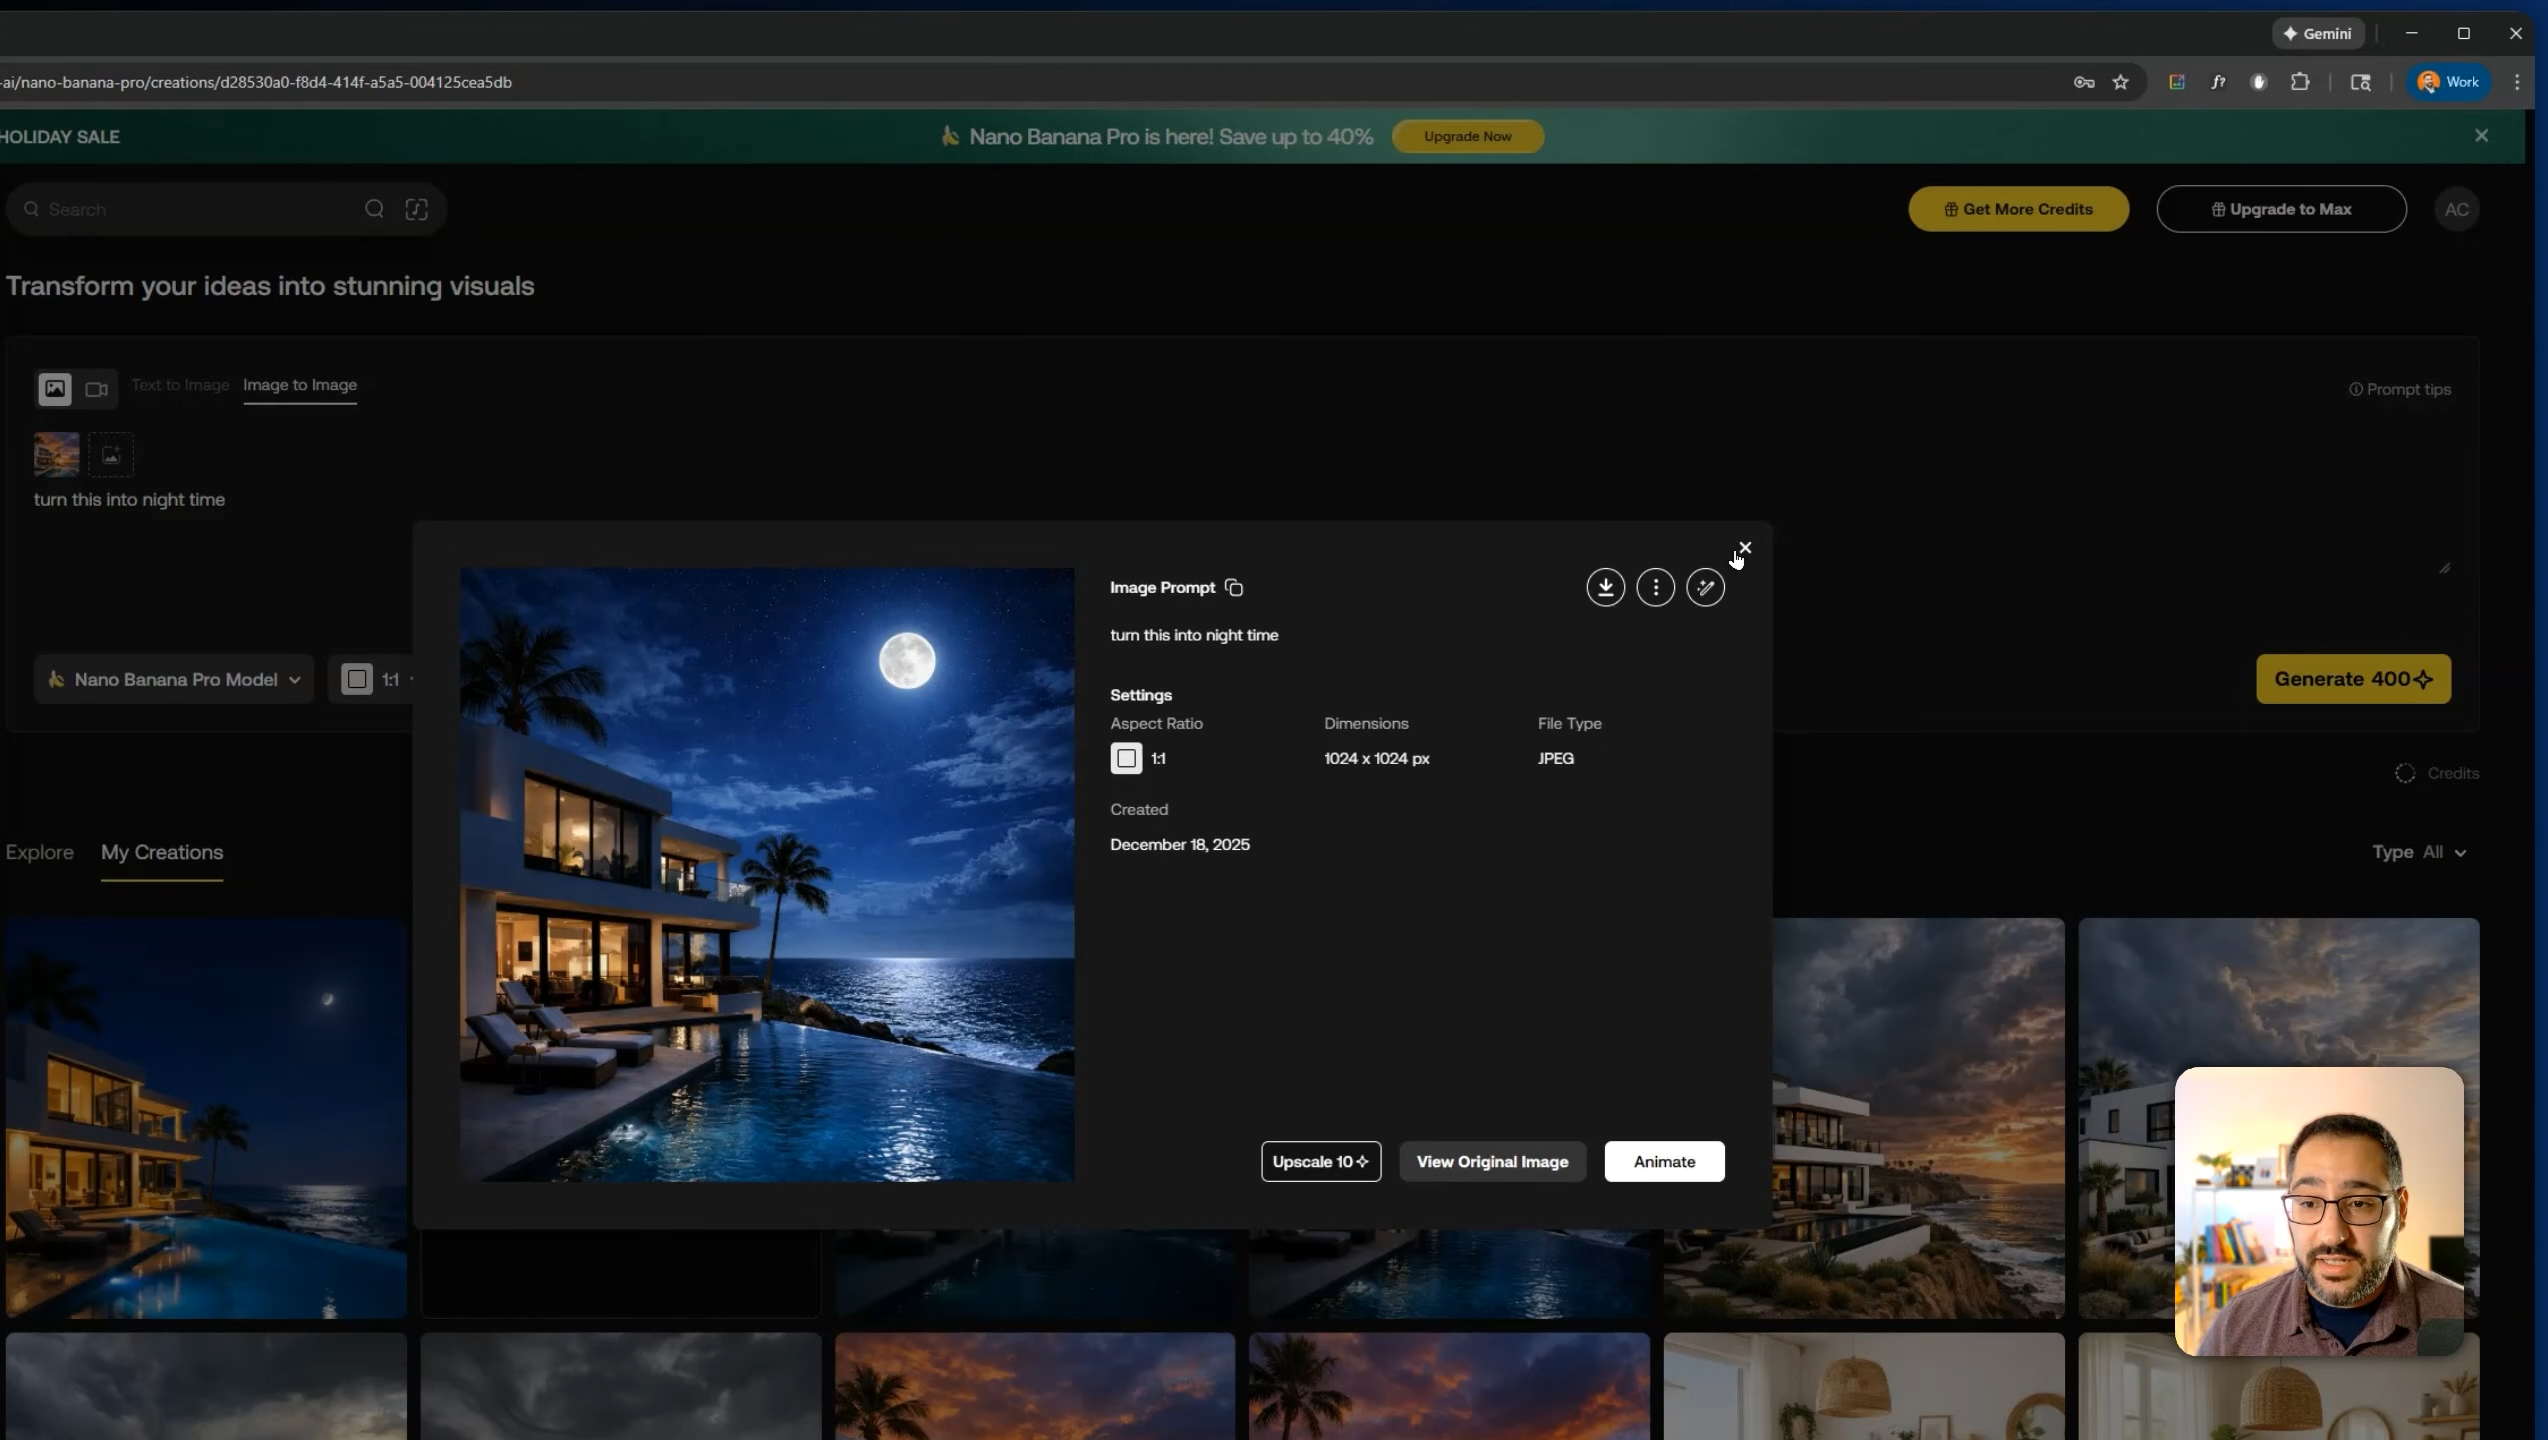 Gemini
-ai/nano-banana-pro/creations/d28530a0-f8d4-414f-a5a5-004125cea5db
Work
HOLIDAY SALE
Nano Banana Pro is here! Save up to 40%
Upgrade Now
Search
Get More Credits
Upgrade to Max
AC
Transform your ideas into stunning visuals
Text to Image
Image to Image
Prompt tips
turn this into night time
Image Prompt
turn this into night time
Nano Banana Pro Model
1:1
Generate 400
Settings
Aspect Ratio
Dimensions
File Type
1:1
1024 x 1024 px
JPEG
Credits
Created
December 18, 2025
Explore
My Creations
Type All
Upscale 10
View Original Image
Animate